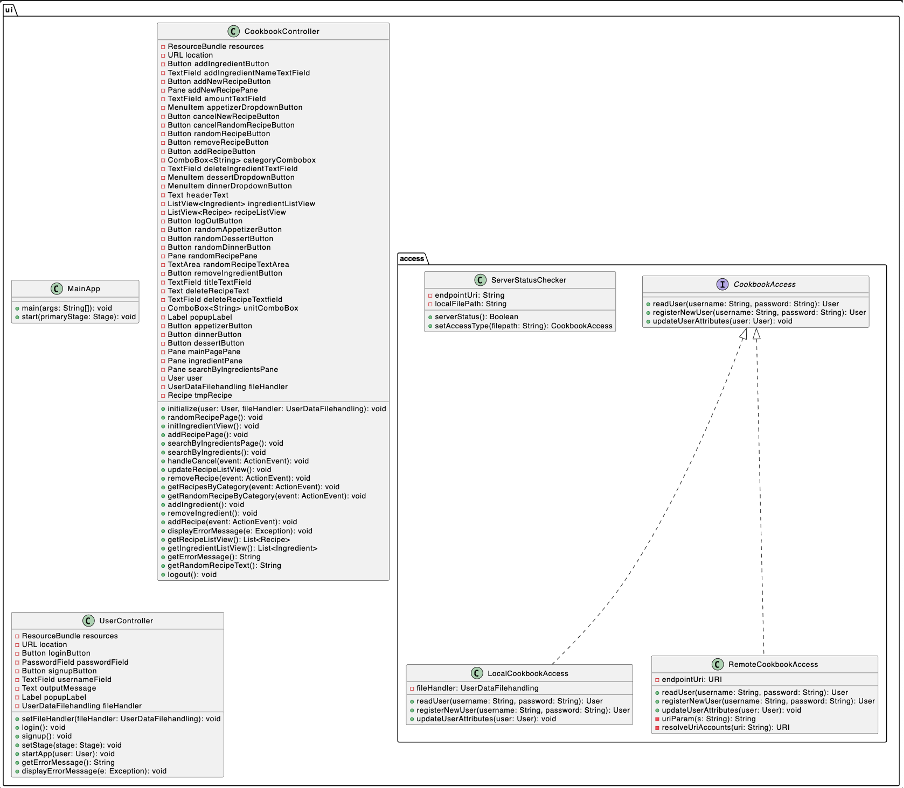 ui
C CookbookController
ResourceBundle resources
URL location
Button addIngredientButton
TextField addIngredientNameTextField
Button addNewRecipeButton
Pane addNewRecipePane
TextField amountTextField
MenuItem appetizerDropdownButton
Button cancelNewRecipeButton
Button cancelRandomRecipeButton
Button randomRecipeButton
Button removeRecipeButton
Button addRecipeButton
ComboBox<String> categoryCombobox
TextField deleteIngredientTextField
MenuItem dessertDropdownButton
MenuItem dinnerDropdownButton
Text headerText
ListView<Ingredient> ingredientListView
ListView<Recipe> recipeListView
Button logOutButton
Button randomAppetizerButton
Button randomDessertButton
Button randomDinnerButton
Pane randomRecipePane
TextArea randomRecipeTextArea
Button removeIngredientButton
TextField titleTextField
Text deleteRecipeText
TextField deleteRecipeTextfield
ComboBox<String> unitComboBox
Label popupLabel
Button appetizerButton
Button dinnerButton
Button dessertButton
Pane mainPagePane
Pane ingredientPane
Pane searchByIngredientsPane
User user
UserDataFilehandling fileHandler
Recipe tmpRecipe
initialize(user: User, fileHandler: UserDataFilehandling): void
randomRecipePage(): void
initIngredientView(): void
addRecipePage(): void
searchByIngredientsPage(): void
searchByIngredients(): void
handleCancel(event: ActionEvent): void
updateRecipeListView(): void
removeRecipe(event: ActionEvent): void
getRecipesByCategory(event: ActionEvent): void
getRandomRecipeByCategory(event: ActionEvent): void
addIngredient(): void
removeIngredient(): void
addRecipe(event: ActionEvent): void
displayErrorMessage(e: Exception): void
getRecipeListView(): List<Recipe>
getIngredientListView(): List<Ingredient>
getErrorMessage(): String
getRandomRecipeText(): String
logout(): void
C MainApp
main(args: String[]): void
start(primaryStage: Stage): void
access
C ServerStatusChecker
endpointUri: String
localFilePath: String
serverStatus(): Boolean
setAccessType(filepath: String): CookbookAccess
I CookbookAccess
readUser(username: String, password: String): User
registerNewUser(username: String, password: String): User
updateUserAttributes(user: User): void
C UserController
ResourceBundle resources
URL location
Button loginButton
PasswordField passwordField
Button signupButton
TextField usernameField
Text outputMessage
Label popupLabel
UserDataFilehandling fileHandler
setFileHandler(fileHandler: UserDataFilehandling): void
login(): void
signup(): void
setStage(stage: Stage): void
startApp(user: User): void
getErrorMessage(): String
displayErrorMessage(e: Exception): void
C LocalCookbookAccess
fileHandler: UserDataFilehandling
readUser(username: String, password: String): User
registerNewUser(username: String, password: String): User
updateUserAttributes(user: User): void
C RemoteCookbookAccess
endpointUri: URI
readUser(username: String, password: String): User
registerNewUser(username: String, password: String): User
updateUserAttributes(user: User): void
uriParam(s: String): String
resolveUriAccounts(uri: String): URI